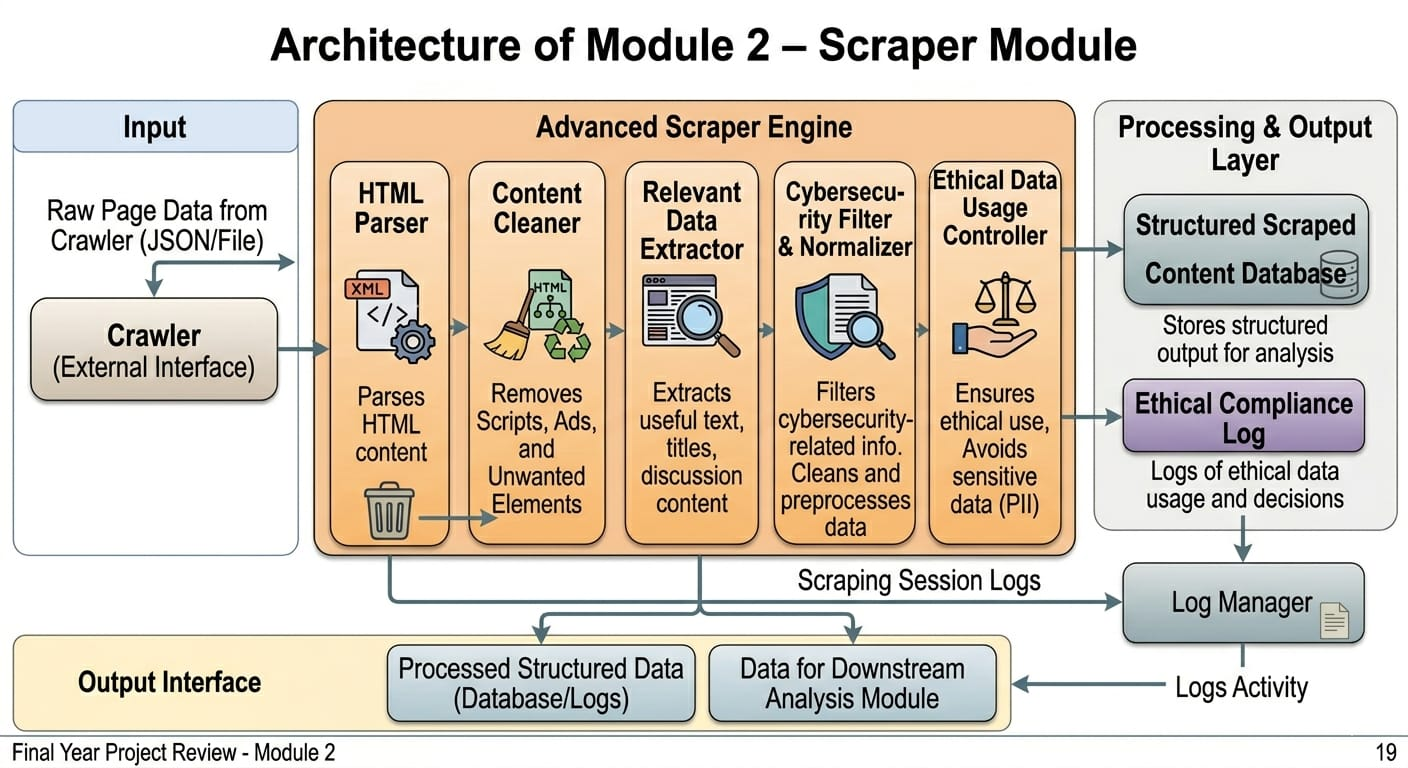 Architecture of Module 2 – Scraper Module
Input
Raw Page Data from
Crawler (JSON/File)
Crawler
(External Interface)
Advanced Scraper Engine
HTML
Parser
XML
</>
Parses
HTML
content
Content
Cleaner
HTML
Removes
Scripts, Ads,
and
Unwanted
Elements
Relevant
Data
Extractor
Extracts
useful text,
titles,
discussion
content
Cybersecu-
rity Filter
& Normalizer
Filters
cybersecurity-
related info.
Cleans and
preprocesses
data
Ethical Data
Usage
Controller
Ensures
ethical use,
Avoids
sensitive
data (PII)
Processing & Output
Layer
Structured Scraped
Content Database
Stores structured
output for analysis
Ethical Compliance
Log
Logs of ethical data
usage and decisions
Scraping Session Logs
Log Manager
Logs Activity
Output Interface
Processed Structured Data
(Database/Logs)
Data for Downstream
Analysis Module
Final Year Project Review - Module 2
19